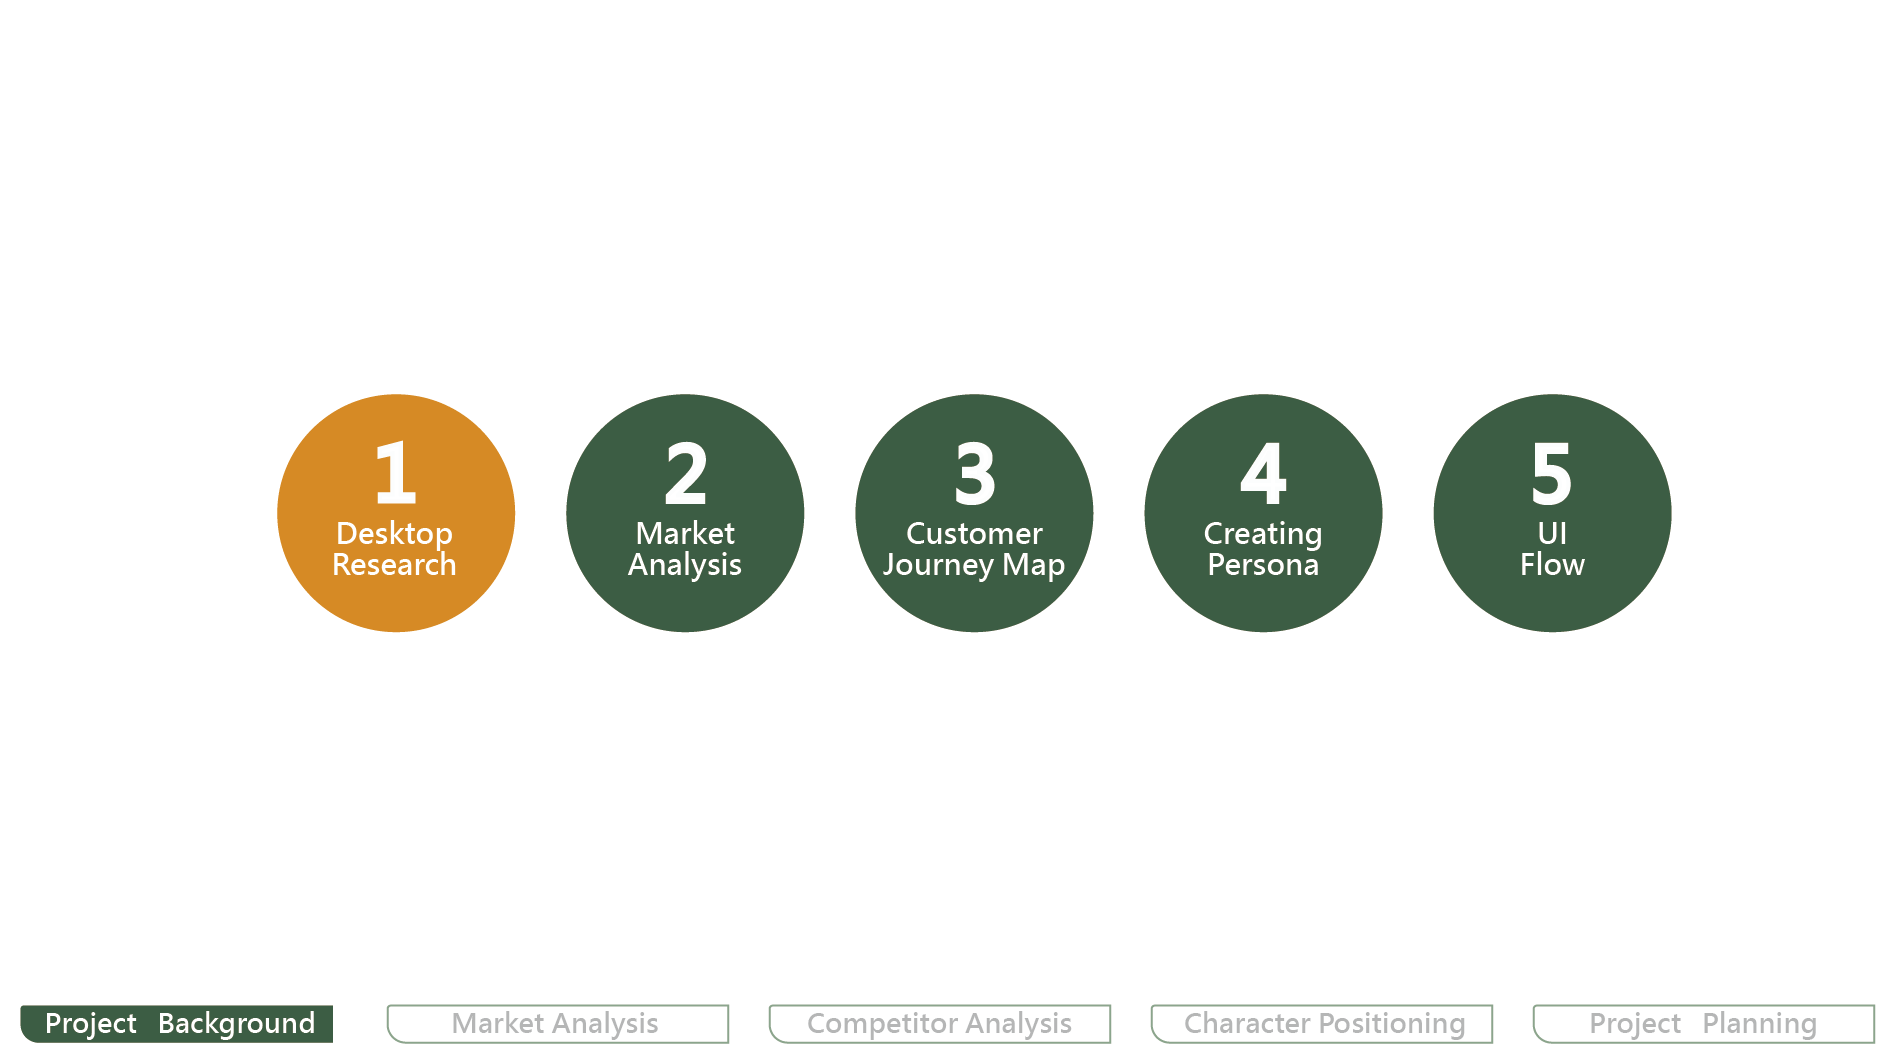 1
Desktop
Research
2
Market
Analysis
3
Customer
Journey Map
4
Creating
Persona
5
UI
Flow
Project Background
Market Analysis
Competitor Analysis
Character Positioning
Project Planning